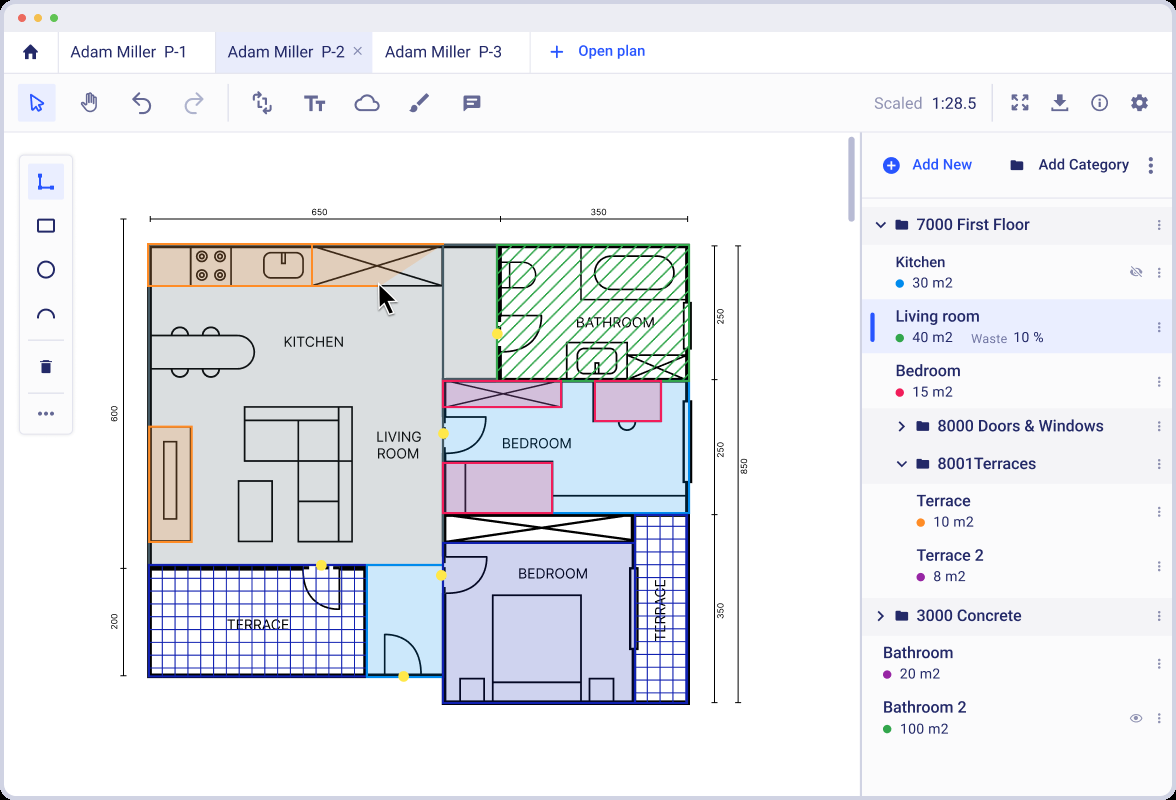 Adam Miller P-1
Adam Miller P-2
Adam Miller P-3
Open plan
Tt
Scaled 1:28.5
Add New
Add Category
650
350
7000 First Floor
Kitchen
30 m2
Living room
40 m2 Waste 10 %
Bedroom
15 m2
8000 Doors & Windows
8001Terraces
Terrace
10 m2
Terrace 2
8 m2
3000 Concrete
Bathroom
20 m2
Bathroom 2
100 m2
KITCHEN
BATHROOM
250
600
LIVING
ROOM
BEDROOM
250
850
BEDROOM
TERRACE
TERRACE
200
350